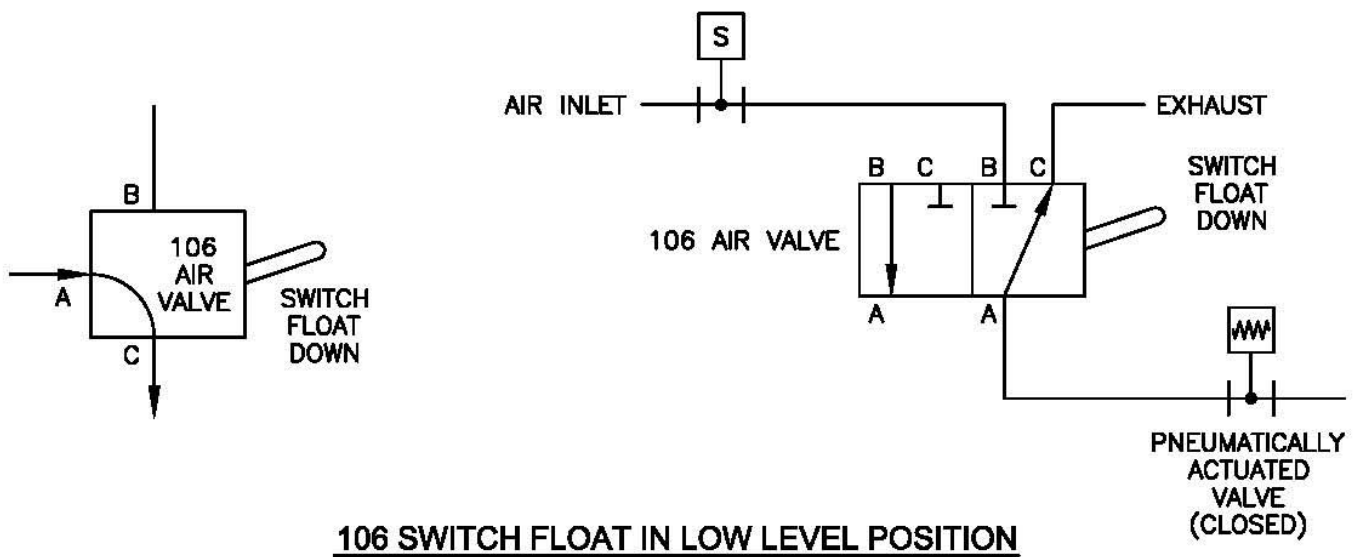 B
106
AIR
VALVE
A
C
SWITCH
FLOAT
DOWN
S
AIR INLET
EXHAUST
B C B C
SWITCH
FLOAT
DOWN
106 AIR VALVE
A A
PNEUMATICALLY
ACTUATED
VALVE
(CLOSED)
106 SWITCH FLOAT IN LOW LEVEL POSITION